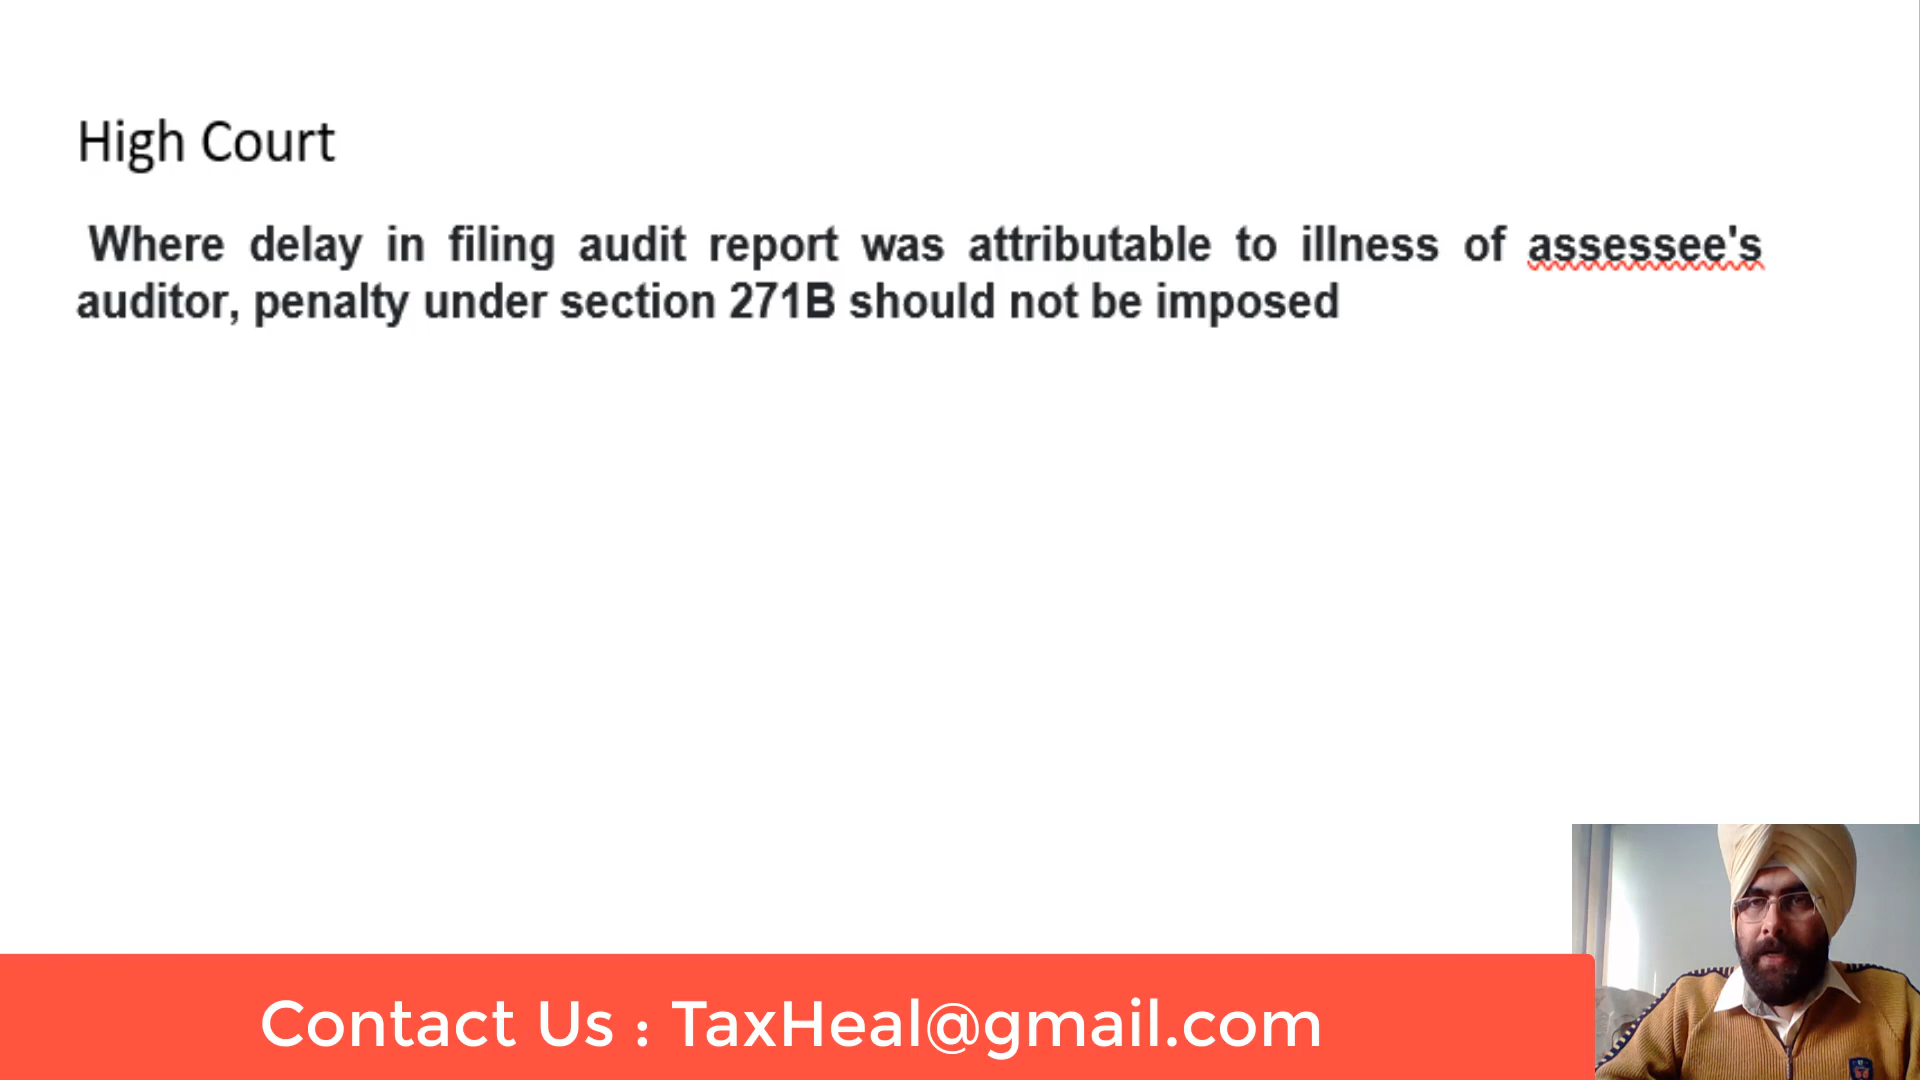 High Court
Where delay in filing audit report was attributable to illness of assessee's
auditor, penalty under section 271B should not be imposed
Contact Us : TaxHeal@gmail.com